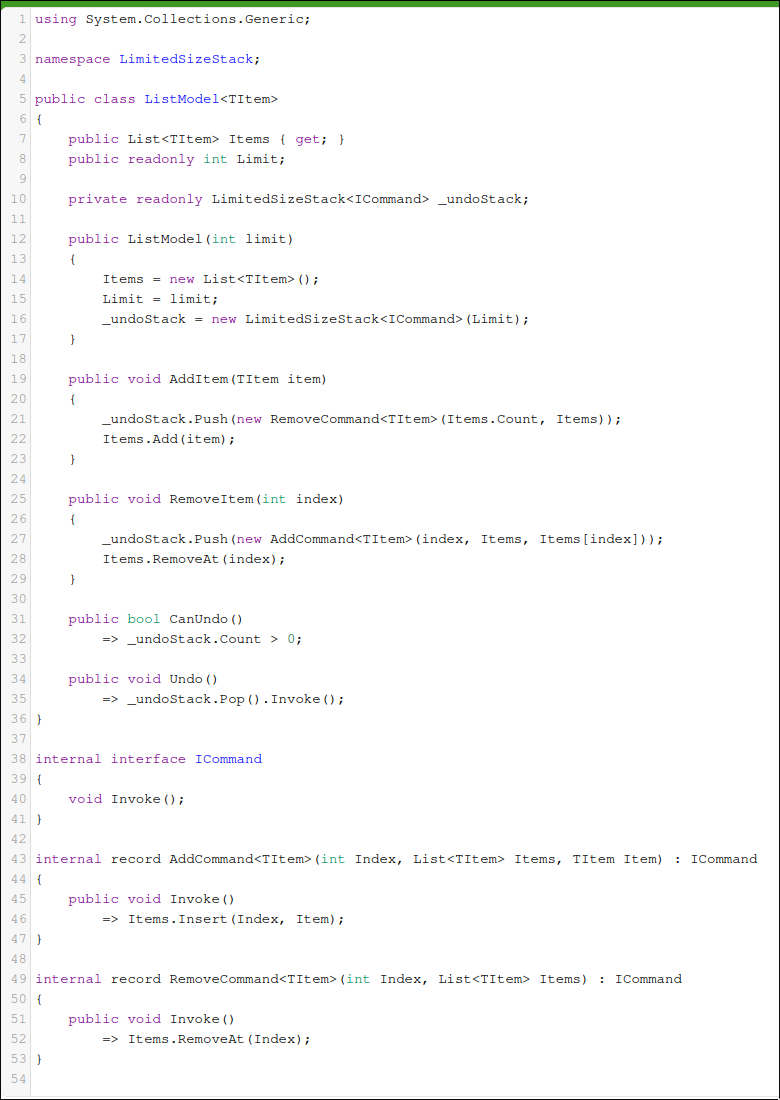 1 using System.Collections.Generic;
2
3 namespace LimitedSizeStack;
4
5 public class ListModel<TItem>
6 {
7     public List<TItem> Items { get; }
8     public readonly int Limit;
9
10     private readonly LimitedSizeStack<ICommand> _undoStack;
11
12     public ListModel(int limit)
13     {
14         Items = new List<TItem>();
15         Limit = limit;
16         _undoStack = new LimitedSizeStack<ICommand>(Limit);
17     }
18
19     public void AddItem(TItem item)
20     {
21         _undoStack.Push(new RemoveCommand<TItem>(Items.Count, Items));
22         Items.Add(item);
23     }
24
25     public void RemoveItem(int index)
26     {
27         _undoStack.Push(new AddCommand<TItem>(index, Items, Items[index]));
28         Items.RemoveAt(index);
29     }
30
31     public bool CanUndo()
32         => _undoStack.Count > 0;
33
34     public void Undo()
35         => _undoStack.Pop().Invoke();
36 }
37
38 internal interface ICommand
39 {
40     void Invoke();
41 }
42
43 internal record AddCommand<TItem>(int Index, List<TItem> Items, TItem Item) : ICommand
44 {
45     public void Invoke()
46         => Items.Insert(Index, Item);
47 }
48
49 internal record RemoveCommand<TItem>(int Index, List<TItem> Items) : ICommand
50 {
51     public void Invoke()
52         => Items.RemoveAt(Index);
53 }
54